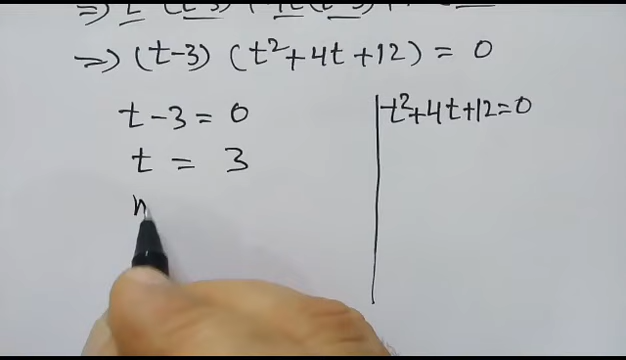 => (t-3) (t²+4t+12) = 0
t-3 = 0
t = 3
t²+4t+12=0